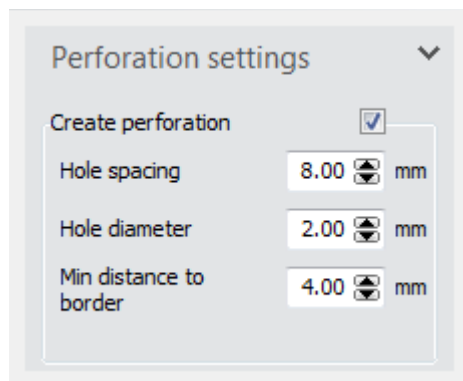 Perforation settings
Create perforation
Hole spacing 8.00 mm
Hole diameter 2.00 mm
Min distance to
border 4.00 mm